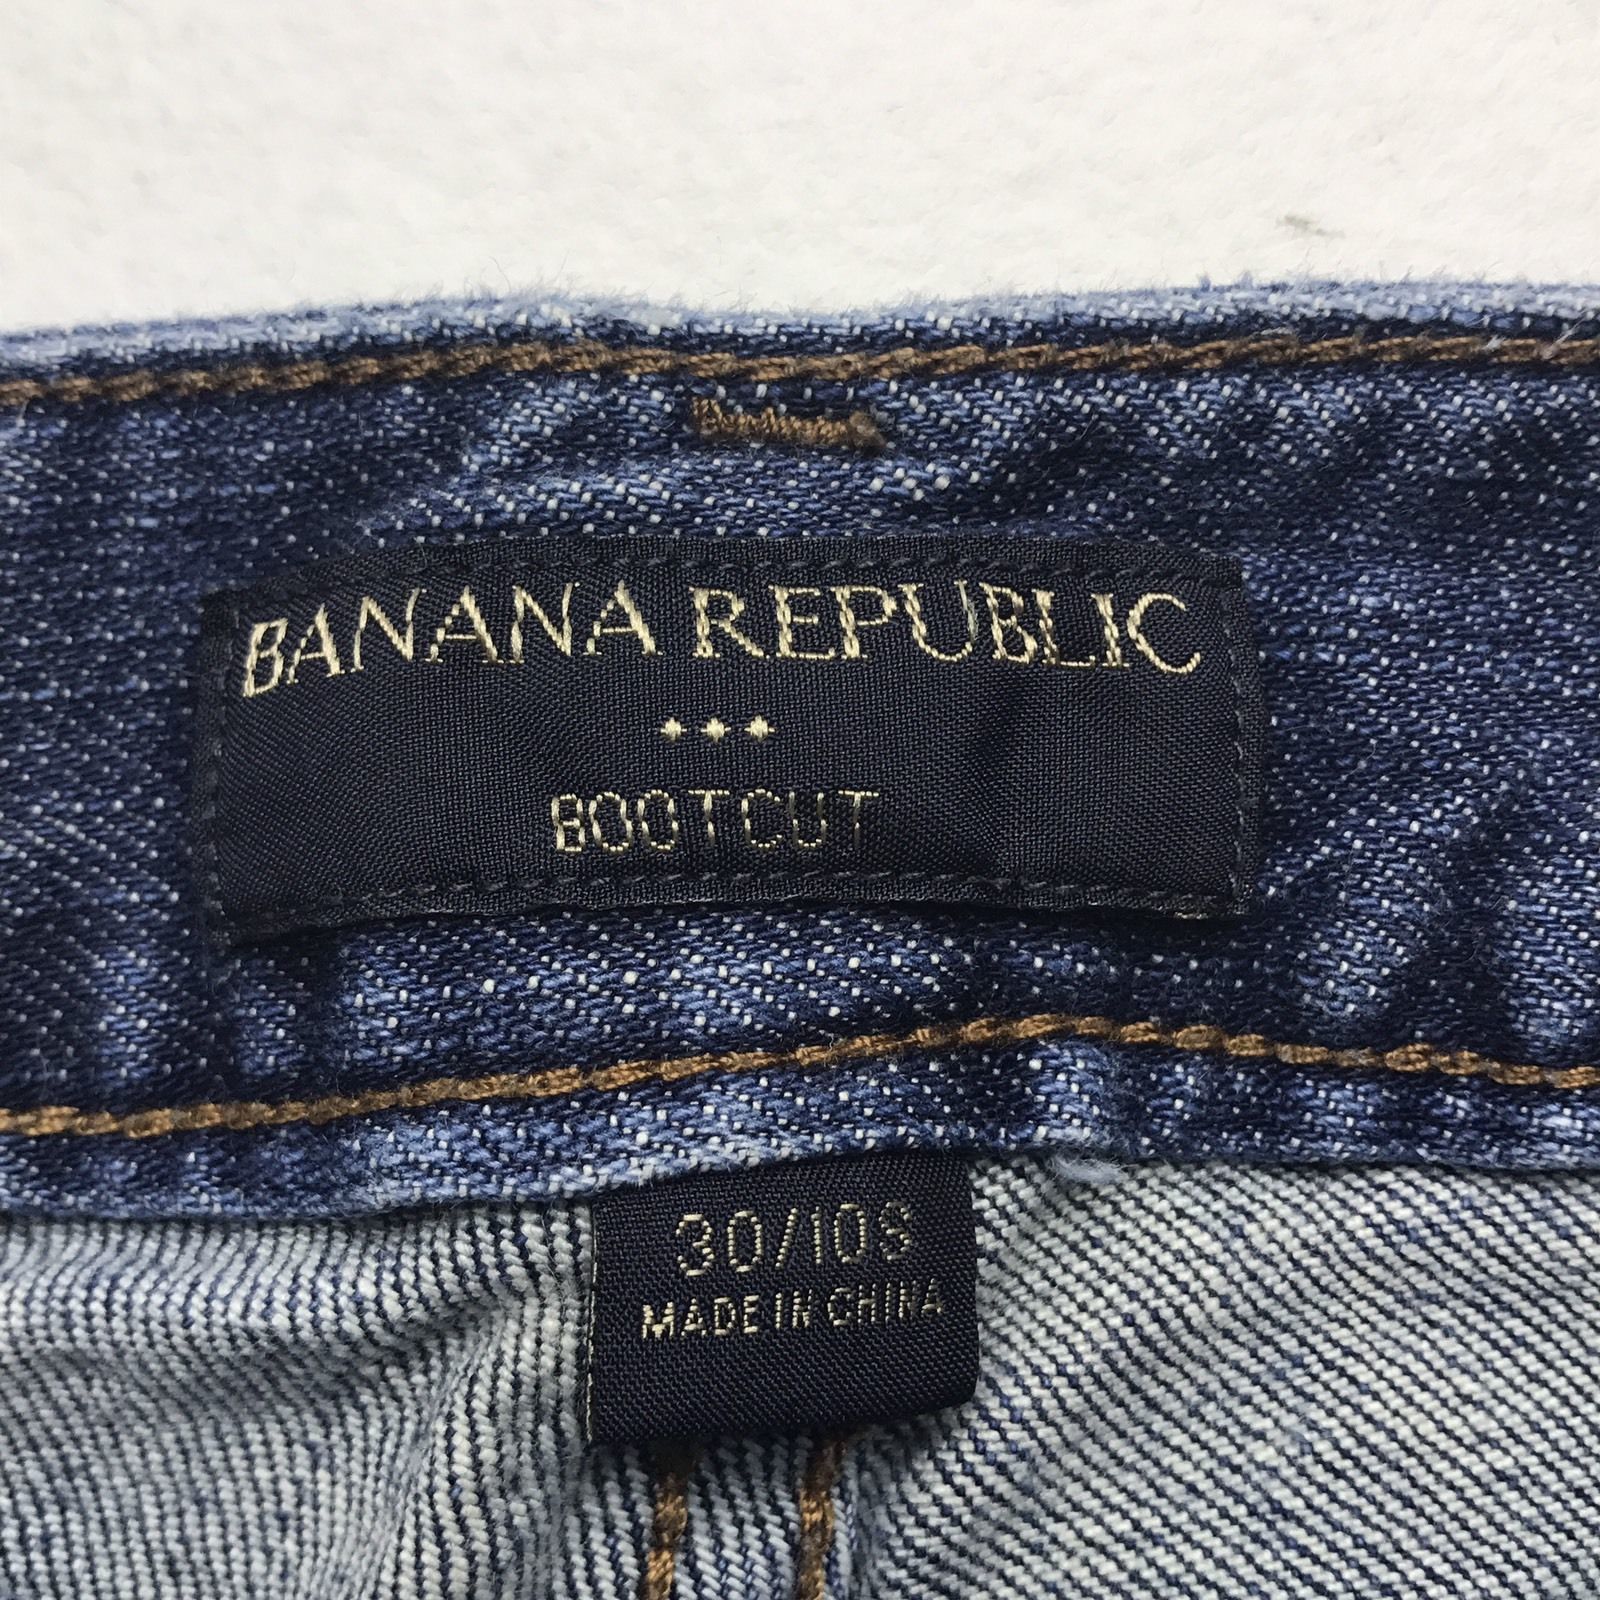 BANANA REPUBLIC
BOOTCUT
30/10S
MADE IN CHINA